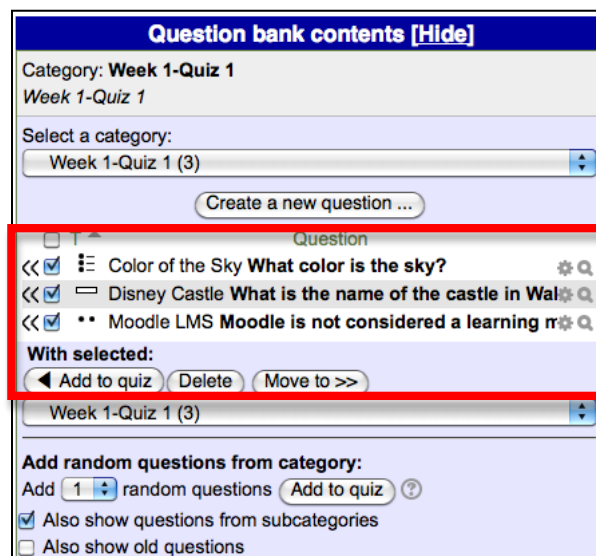 Question bank contents [Hide]
Category: Week 1-Quiz 1
Week 1-Quiz 1
Select a category:
Week 1-Quiz 1 (3)
Create a new question ...
T Question
Color of the Sky What color is the sky?
Disney Castle What is the name of the castle in Wal
Moodle LMS Moodle is not considered a learning m
With selected:
Add to quiz Delete Move to >>
Week 1-Quiz 1 (3)
Add random questions from category:
Add 1 random questions Add to quiz ?
Also show questions from subcategories
Also show old questions